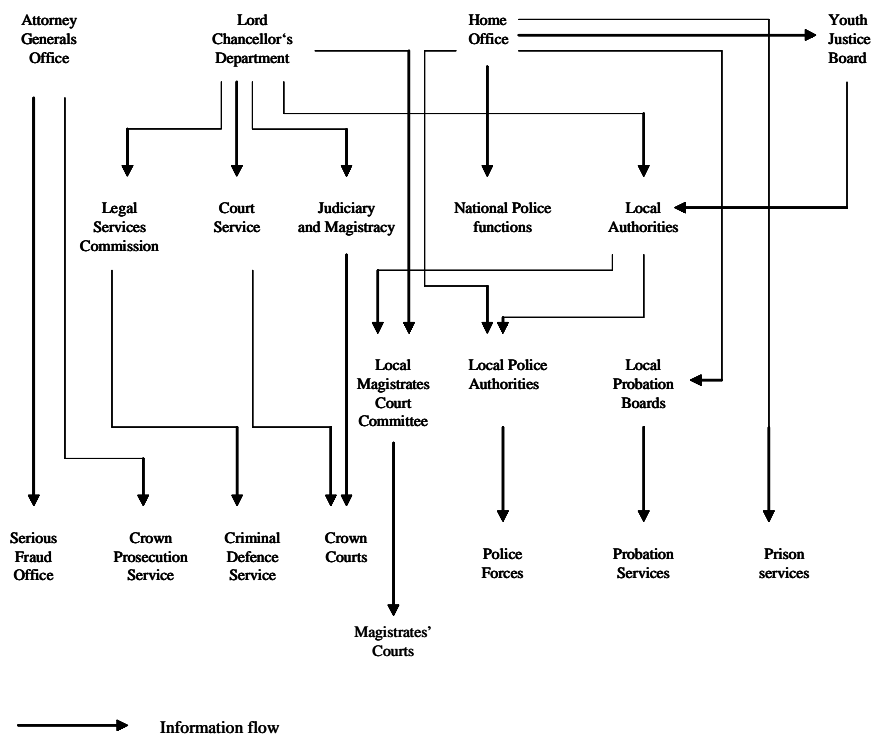 Attorney
Generals
Office
Lord
Chancellor's
Department
Home
Office
Youth
Justice
Board
Legal
Services
Commission
Court
Service
Judiciary
and Magistracy
National Police
functions
Local
Authorities
Local
Magistrates
Court
Committee
Local Police
Authorities
Local
Probation
Boards
Serious
Fraud
Office
Crown
Prosecution
Service
Criminal
Defence
Service
Crown
Courts
Police
Forces
Probation
Services
Prison
services
Magistrates'
Courts
Information flow